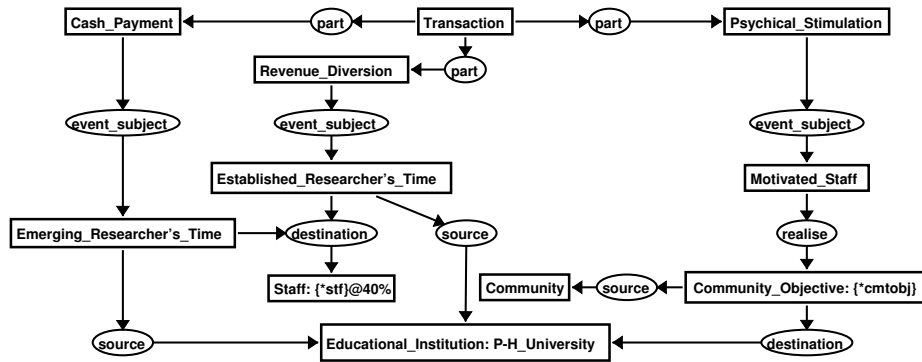 Cash_Payment
part
Transaction
part
Psychical_Stimulation
Revenue_Diversion
part
event_subject
event_subject
event_subject
Established_Researcher's_Time
Motivated_Staff
Emerging_Researcher's_Time
destination
source
realise
Staff: {*stf}@40%
Community
source
Community_Objective: {*cmtobj}
source
Educational_Institution: P-H_University
destination